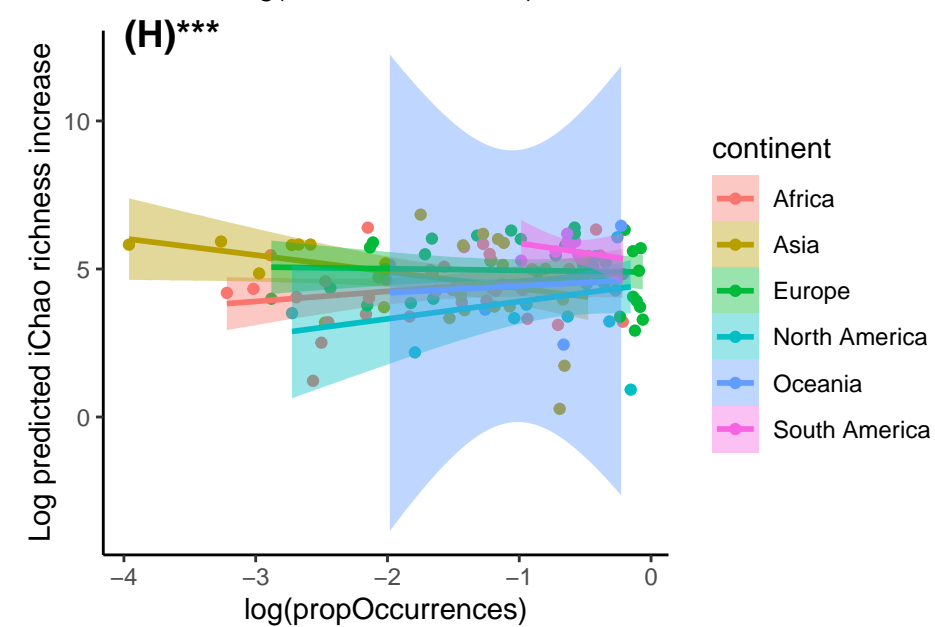 (H)***
Log predicted iChao richness increase
10
5
0
−4
−3
−2
−1
0
log(propOccurrences)
continent
Africa
Asia
Europe
North America
Oceania
South America